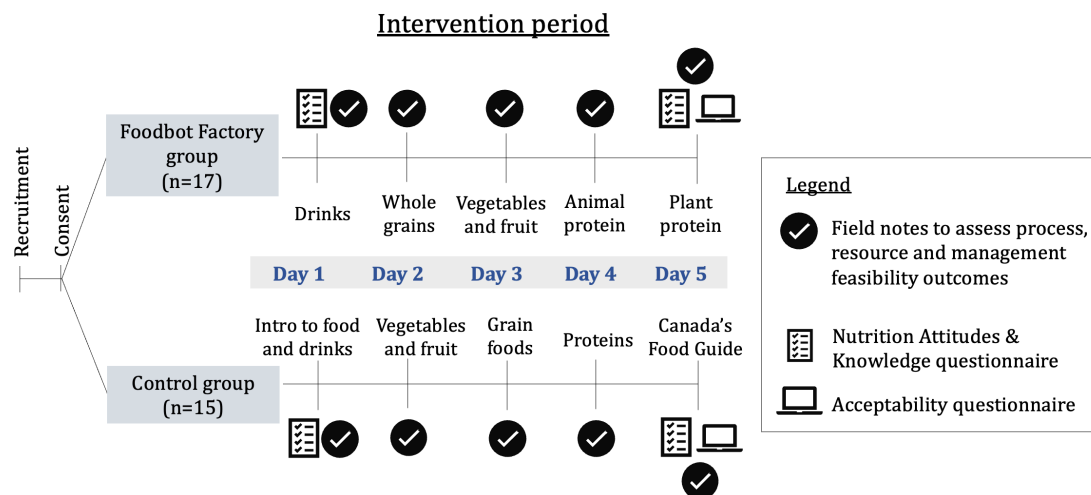 Intervention period
Recruitment
Consent
Foodbot Factory
group
(n=17)
Drinks
Whole
grains
Vegetables
and fruit
Animal
protein
Plant
protein
Day 1
Day 2
Day 3
Day 4
Day 5
Intro to food
and drinks
Vegetables
and fruit
Grain
foods
Proteins
Canada's
Food Guide
Control group
(n=15)
Legend
Field notes to assess process,
resource and management
feasibility outcomes
Nutrition Attitudes &
Knowledge questionnaire
Acceptability questionnaire